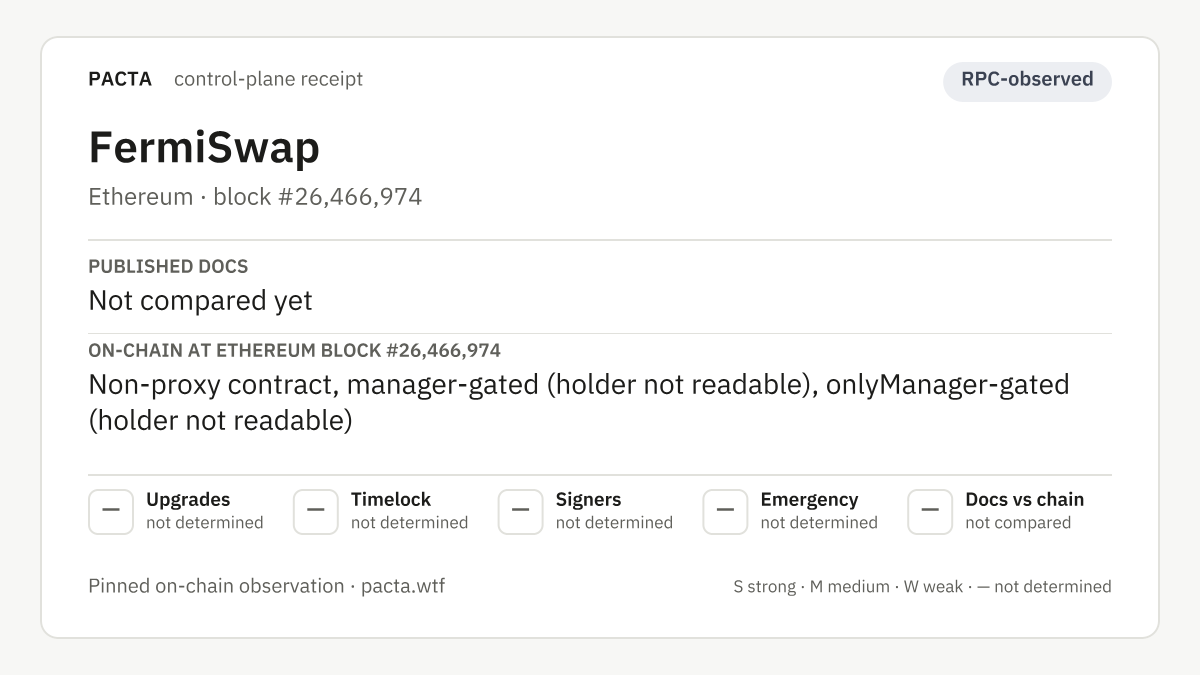 PACTA control-plane receipt
RPC-observed
FermiSwap
Ethereum · block #26,466,974
PUBLISHED DOCS
Not compared yet
ON-CHAIN AT ETHEREUM BLOCK #26,466,974
Non-proxy contract, manager-gated (holder not readable), onlyManager-gated
(holder not readable)
— Upgrades
not determined
— Timelock
not determined
— Signers
not determined
— Emergency
not determined
— Docs vs chain
not compared
Pinned on-chain observation · pacta.wtf
S strong · M medium · W weak · — not determined